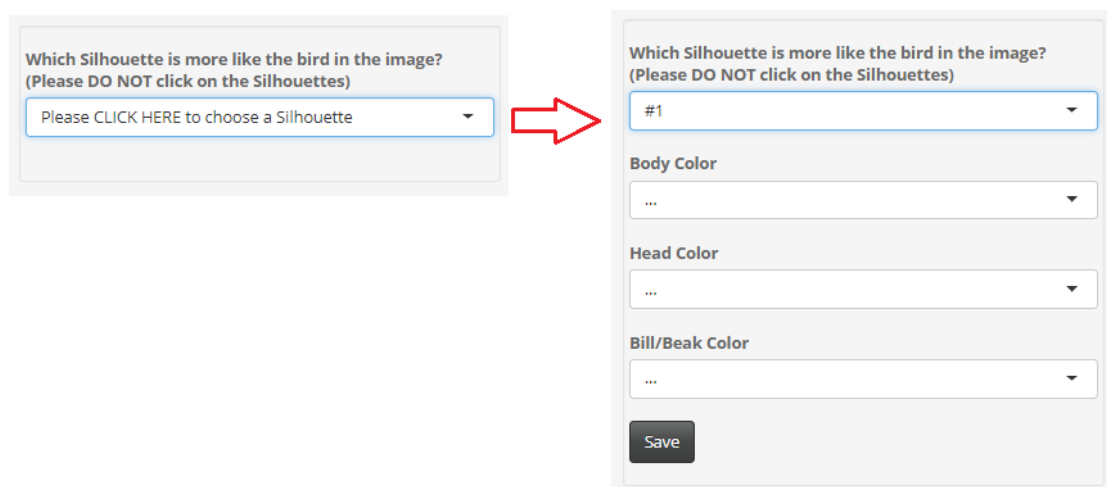 Which Silhouette is more like the bird in the image?
(Please DO NOT click on the Silhouettes)
Please CLICK HERE to choose a Silhouette
Which Silhouette is more like the bird in the image?
(Please DO NOT click on the Silhouettes)
#1
Body Color
...
Head Color
...
Bill/Beak Color
...
Save